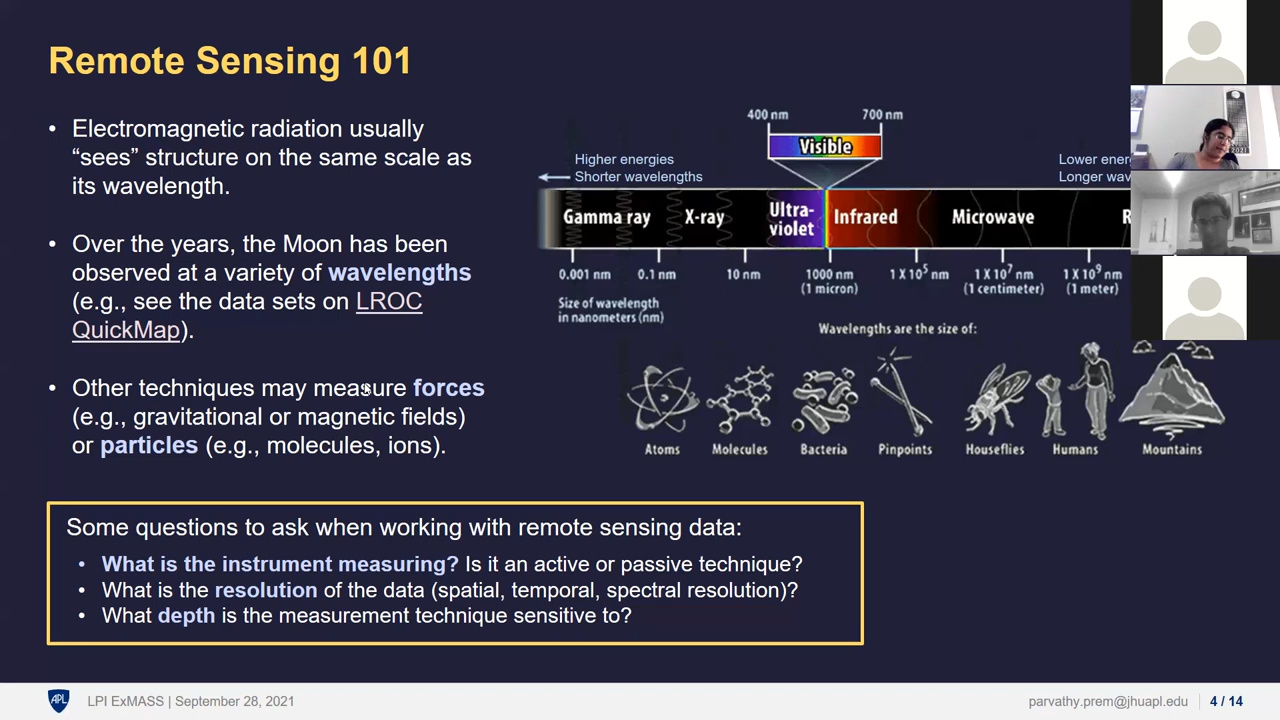 Remote Sensing 101
• Electromagnetic radiation usually
“sees” structure on the same scale as
its wavelength.
• Over the years, the Moon has been
observed at a variety of wavelengths
(e.g., see the data sets on LROC
QuickMap).
• Other techniques may measure forces
(e.g., gravitational or magnetic fields)
or particles (e.g., molecules, ions).
400 nm 700 nm
Visible
Higher energies
Shorter wavelengths
Lower
Longer
Gamma ray X-ray Ultra-
violet Infrared Microwave
0.001 nm 0.1 nm 10 nm 1000 nm
(1 micron) 1 X 10⁵ nm 1 X 10⁷ nm
(1 centimeter) 1 X 10⁹ nm
(1 meter)
Size of wavelength
in nanometers (nm)
Wavelengths are the size of:
Atoms Molecules Bacteria Pinpoints Houseflies Humans Mountains
Some questions to ask when working with remote sensing data:
• What is the instrument measuring? Is it an active or passive technique?
• What is the resolution of the data (spatial, temporal, spectral resolution)?
• What depth is the measurement technique sensitive to?
APL
LPI ExMASS | September 28, 2021
parvathy.prem@jhuapl.edu
4 / 14
2021